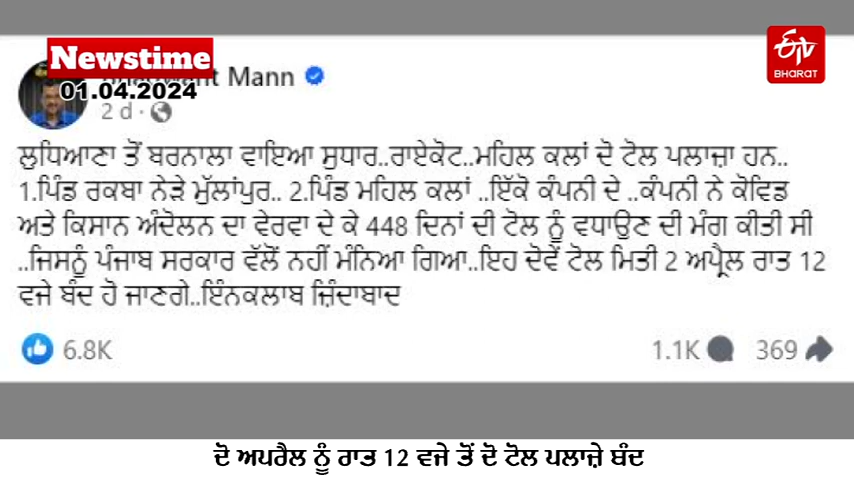 Newstime
Mann
01.04.2024
2 d
ਲੁਧਿਆਣਾ ਤੋਂ ਬਰਨਾਲਾ ਵਾਇਆ ਸੁਧਾਰ..ਰਾਏਕੋਟ..ਮਹਿਲ ਕਲਾਂ ਦੋ ਟੋਲ ਪਲਾਜ਼ਾ ਹਨ..
1.ਪਿੰਡ ਰਕਬਾ ਨੇੜੇ ਮੁੱਲਾਂਪੁਰ.. 2.ਪਿੰਡ ਮਹਿਲ ਕਲਾਂ ..ਇੱਕੋ ਕੰਪਨੀ ਦੇ ..ਕੰਪਨੀ ਨੇ ਕੋਵਿਡ
ਅਤੇ ਕਿਸਾਨ ਅੰਦੋਲਨ ਦਾ ਵੇਰਵਾ ਦੇ ਕੇ 448 ਦਿਨਾਂ ਦੀ ਟੋਲ ਨੂੰ ਵਧਾਉਣ ਦੀ ਮੰਗ ਕੀਤੀ ਸੀ
..ਜਿਸਨੂੰ ਪੰਜਾਬ ਸਰਕਾਰ ਵੱਲੋਂ ਨਹੀਂ ਮੰਨਿਆ ਗਿਆ..ਇਹ ਦੋਵੇਂ ਟੋਲ ਮਿਤੀ 2 ਅਪ੍ਰੈਲ ਰਾਤ 12
ਵਜੇ ਬੰਦ ਹੋ ਜਾਣਗੇ..ਇੰਨਕਲਾਬ ਜ਼ਿੰਦਾਬਾਦ
6.8K 1.1K 369
ਦੋ ਅਪਰੈਲ ਨੂੰ ਰਾਤ 12 ਵਜੇ ਤੋਂ ਦੋ ਟੋਲ ਪਲਾਜ਼ੇ ਬੰਦ
ETV
BHARAT